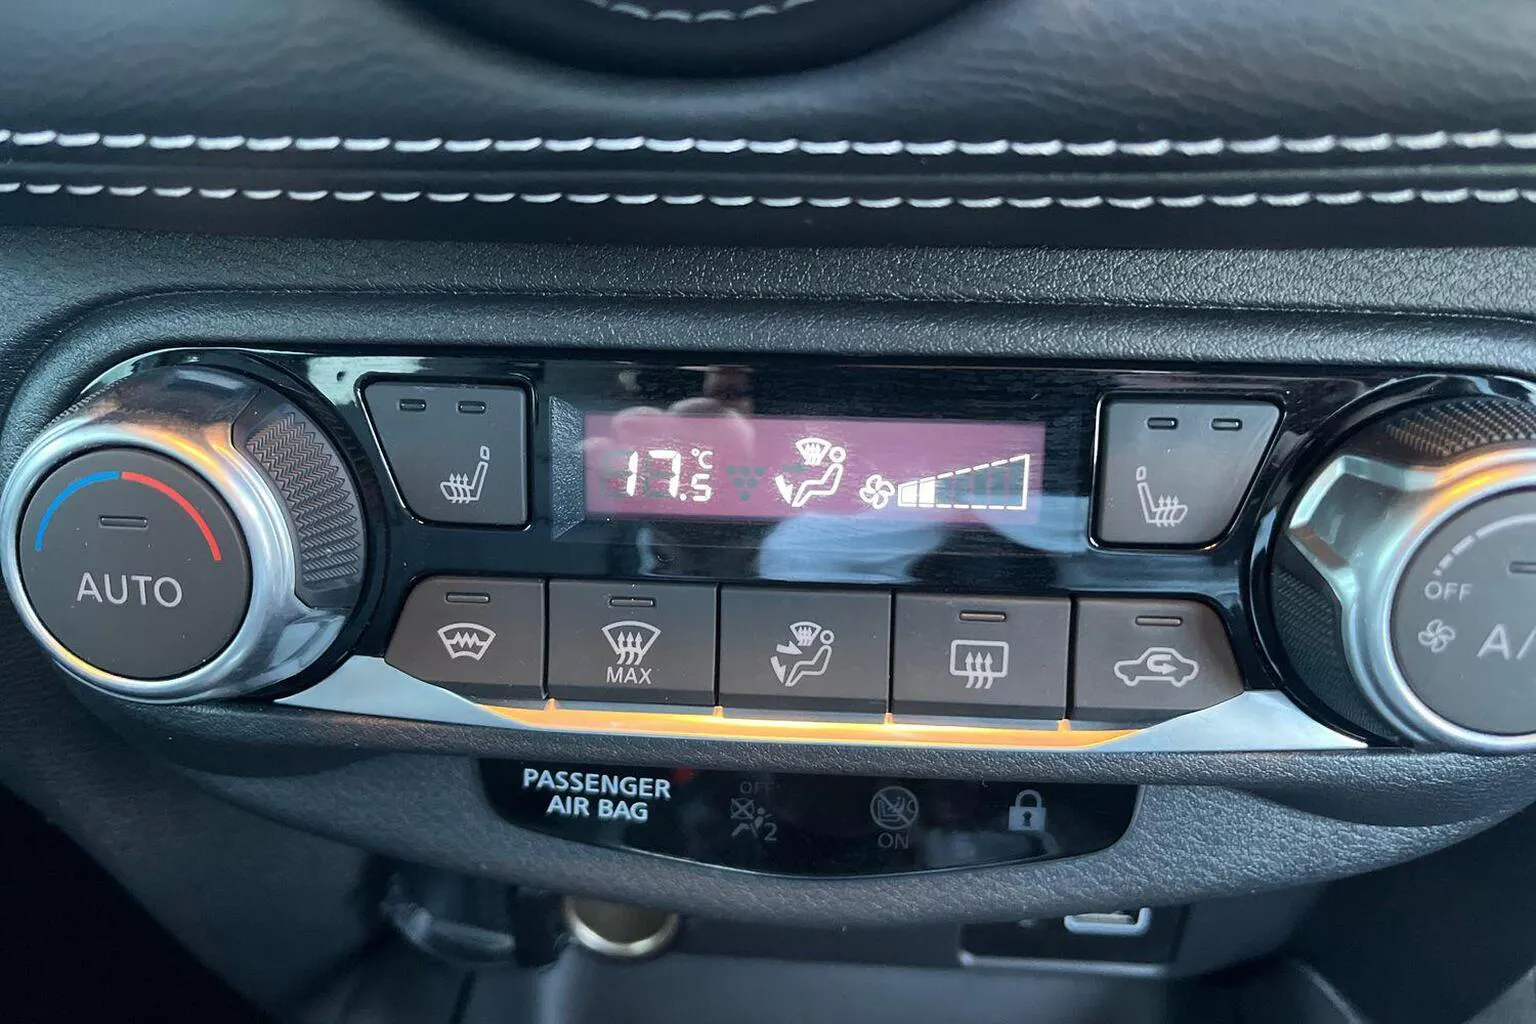 17.5 °C
OFF
AUTO
A/
MAX
PASSENGER
AIR BAG
OFF
2
ON